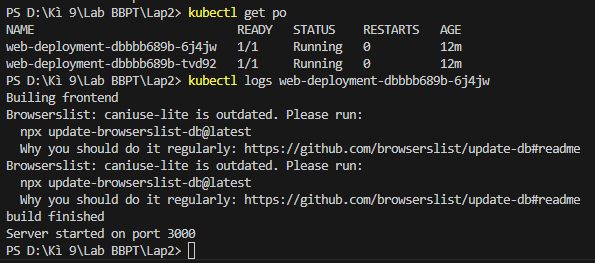 PS D:\Kì 9\Lab BBPT\Lap2> kubectl get po
NAME                             READY   STATUS    RESTARTS   AGE
web-deployment-dbbbb689b-6j4jw   1/1     Running   0          12m
web-deployment-dbbbb689b-tvd92   1/1     Running   0          12m
PS D:\Kì 9\Lab BBPT\Lap2> kubectl logs web-deployment-dbbbb689b-6j4jw
Builing frontend
Browserslist: caniuse-lite is outdated. Please run:
  npx update-browserslist-db@latest
  Why you should do it regularly: https://github.com/browserslist/update-db#readme
Browserslist: caniuse-lite is outdated. Please run:
  npx update-browserslist-db@latest
  Why you should do it regularly: https://github.com/browserslist/update-db#readme
build finished
Server started on port 3000
PS D:\Kì 9\Lab BBPT\Lap2>